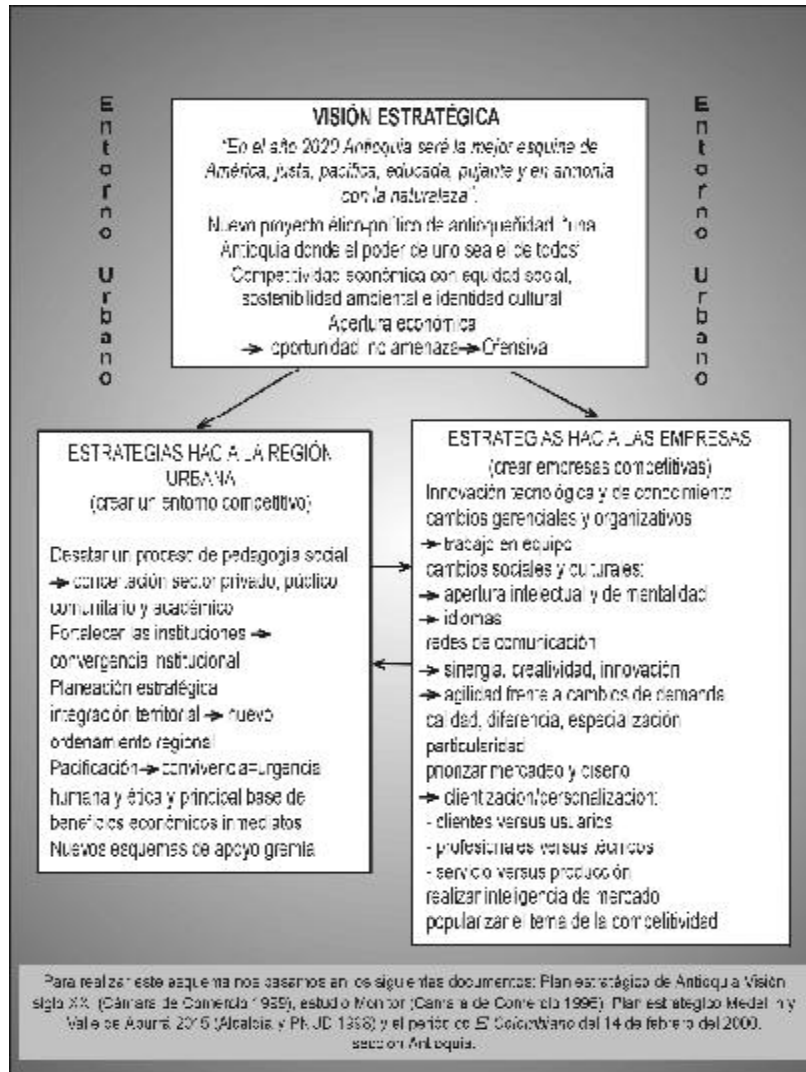 Entorno Urbano
VISIÓN ESTRATÉGICA
"En el año 2020 Antioquia será la mejor esquina de
América, justa, pacífica, educada, pujante y en armonía
con la naturaleza".
Nuevo proyecto ético-político de antioqueñidad, "una
Antioquia donde el poder de uno sea el de todos"
Competitividad económica con equidad social,
sostenibilidad ambiental e identidad cultural
Apertura económica
→ oportunidad, no amenaza → Ofensiva
Entorno Urbano
ESTRATEGIAS HACIA LA REGIÓN
URBANA
(crear un entorno competitivo)
Desatar un proceso de pedagogía social
→ concertación sector privado, público
comunitario y académico
Fortalecer las instituciones →
convergencia institucional
Planeación estratégica
integración territorial → nuevo
ordenamiento regional
Pacificación → convivencia=urgencia
humana y ética y principal base de
beneficios económicos inmediatos
Nuevos esquemas de apoyo gremial
ESTRATEGIAS HACIA LAS EMPRESAS
(crear empresas competitivas)
Innovación tecnológica y de conocimiento
cambios gerenciales y organizativos
→ trabajo en equipo
cambios sociales y culturales:
→ apertura intelectual y de mentalidad
→ idiomas
redes de comunicación
→ sinergia, creatividad, innovación
→ agilidad frente a cambios de demanda
calidad, diferencia, especialización
particularidad
priorizar mercadeo y diseño
→ clientización/personalización:
- clientes versus usuarios
- profesionales versus técnicos
- servicio versus producción
realizar inteligencia de mercado
popularizar el tema de la competitividad
Para realizar este esquema nos basamos en los siguientes documentos: Plan estratégico de Antioquia Visión
siglo XXI (Cámara de Comercio 1999), estudio Monitor (Cámara de Comercio 1996), Plan estratégico Medellín y
Valle de Aburrá 2015 (Alcaldía y PNUD 1998) y el periódico El Colombiano del 14 de febrero del 2000,
sección Antioquia.